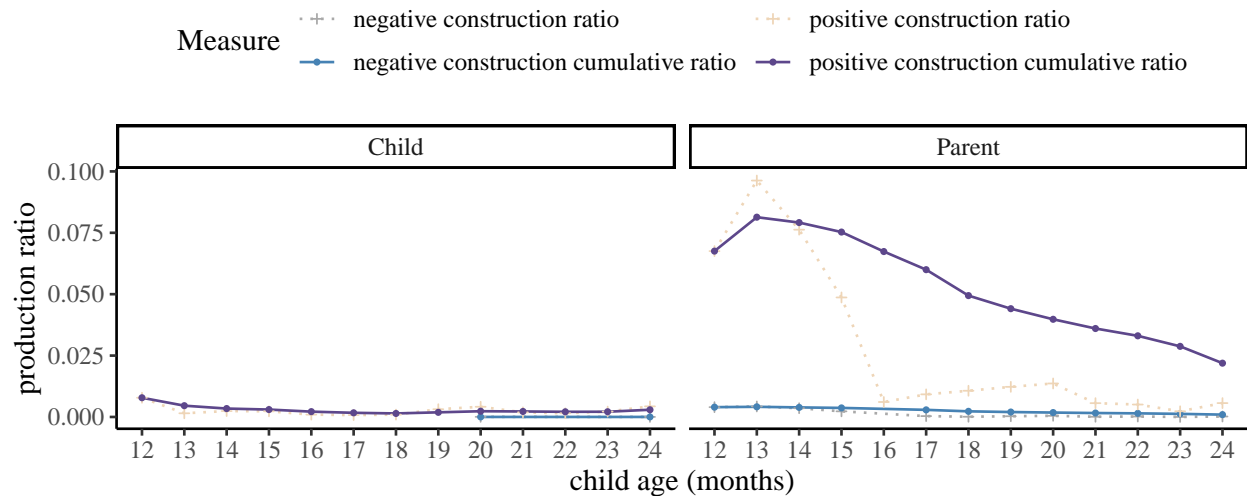 Measure
negative construction ratio
positive construction ratio
negative construction cumulative ratio
positive construction cumulative ratio
Child
Parent
production ratio
0.100
0.075
0.050
0.025
0.000
12 13 14 15 16 17 18 19 20 21 22 23 24
12 13 14 15 16 17 18 19 20 21 22 23 24
child age (months)